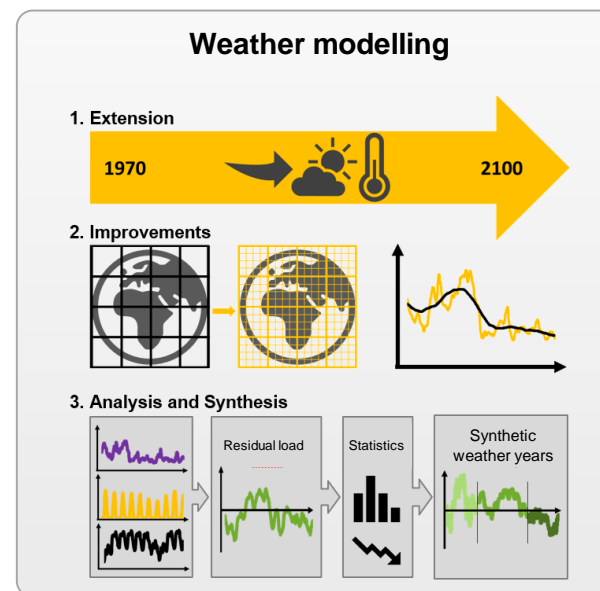 Weather modelling
1. Extension
1970
2100
2. Improvements
3. Analysis and Synthesis
Residual load
Statistics
Synthetic
weather years